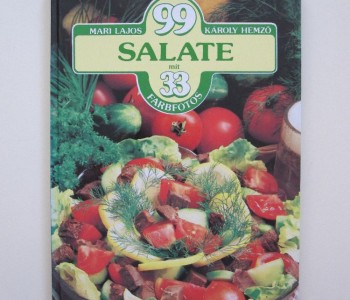 99
MARI LAJOS KÁROLY HEMZŐ
SALATE
mit
33
FARBFOTOS